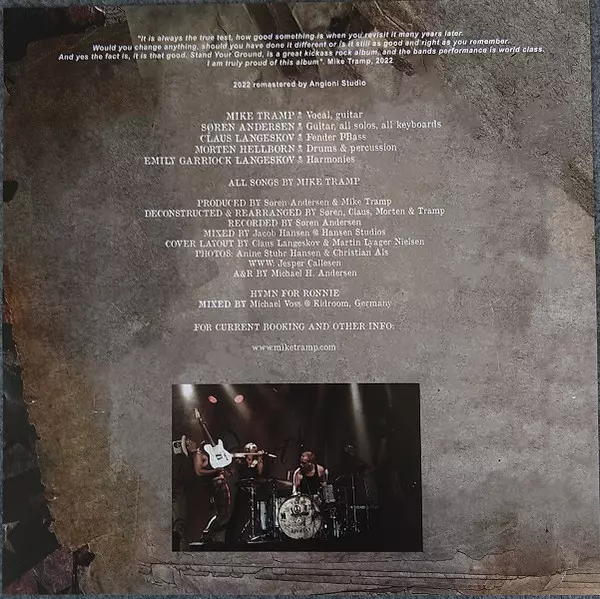 "It is always the true test, how good something is when you revisit it many years later.
Would you change anything, should you have done it different or is it still as good and right as you remember.
And yes the fact is, it is that good. Stand Your Ground, is a great kickass rock album, and the bands performance is world class.
I am truly proud of this album". Mike Tramp, 2022
2022 remastered by Angioni Studio
MIKE TRAMP Vocal, guitar
SØREN ANDERSEN Guitar, all solos, all keyboards
CLAUS LANGESKOV Fender PBass
MORTEN HELLBORN Drums & percussion
EMILY GARRIOCK LANGESKOV Harmonies
ALL SONGS BY MIKE TRAMP
PRODUCED BY Søren Andersen & Mike Tramp
DECONSTRUCTED & REARRANGED BY Søren, Claus, Morten & Tramp
RECORDED BY Søren Andersen
MIXED BY Jacob Hansen @ Hansen Studios
COVER LAYOUT BY Claus Langeskov & Martin Lyager Nielsen
PHOTOS: Anine Stuhr Hansen & Christian Als
WWW. Jesper Callesen
A&R BY Michael H. Andersen
HYMN FOR RONNIE
MIXED BY Michael Voss @ Kidroom, Germany
FOR CURRENT BOOKING AND OTHER INFO:
www.miketramp.com